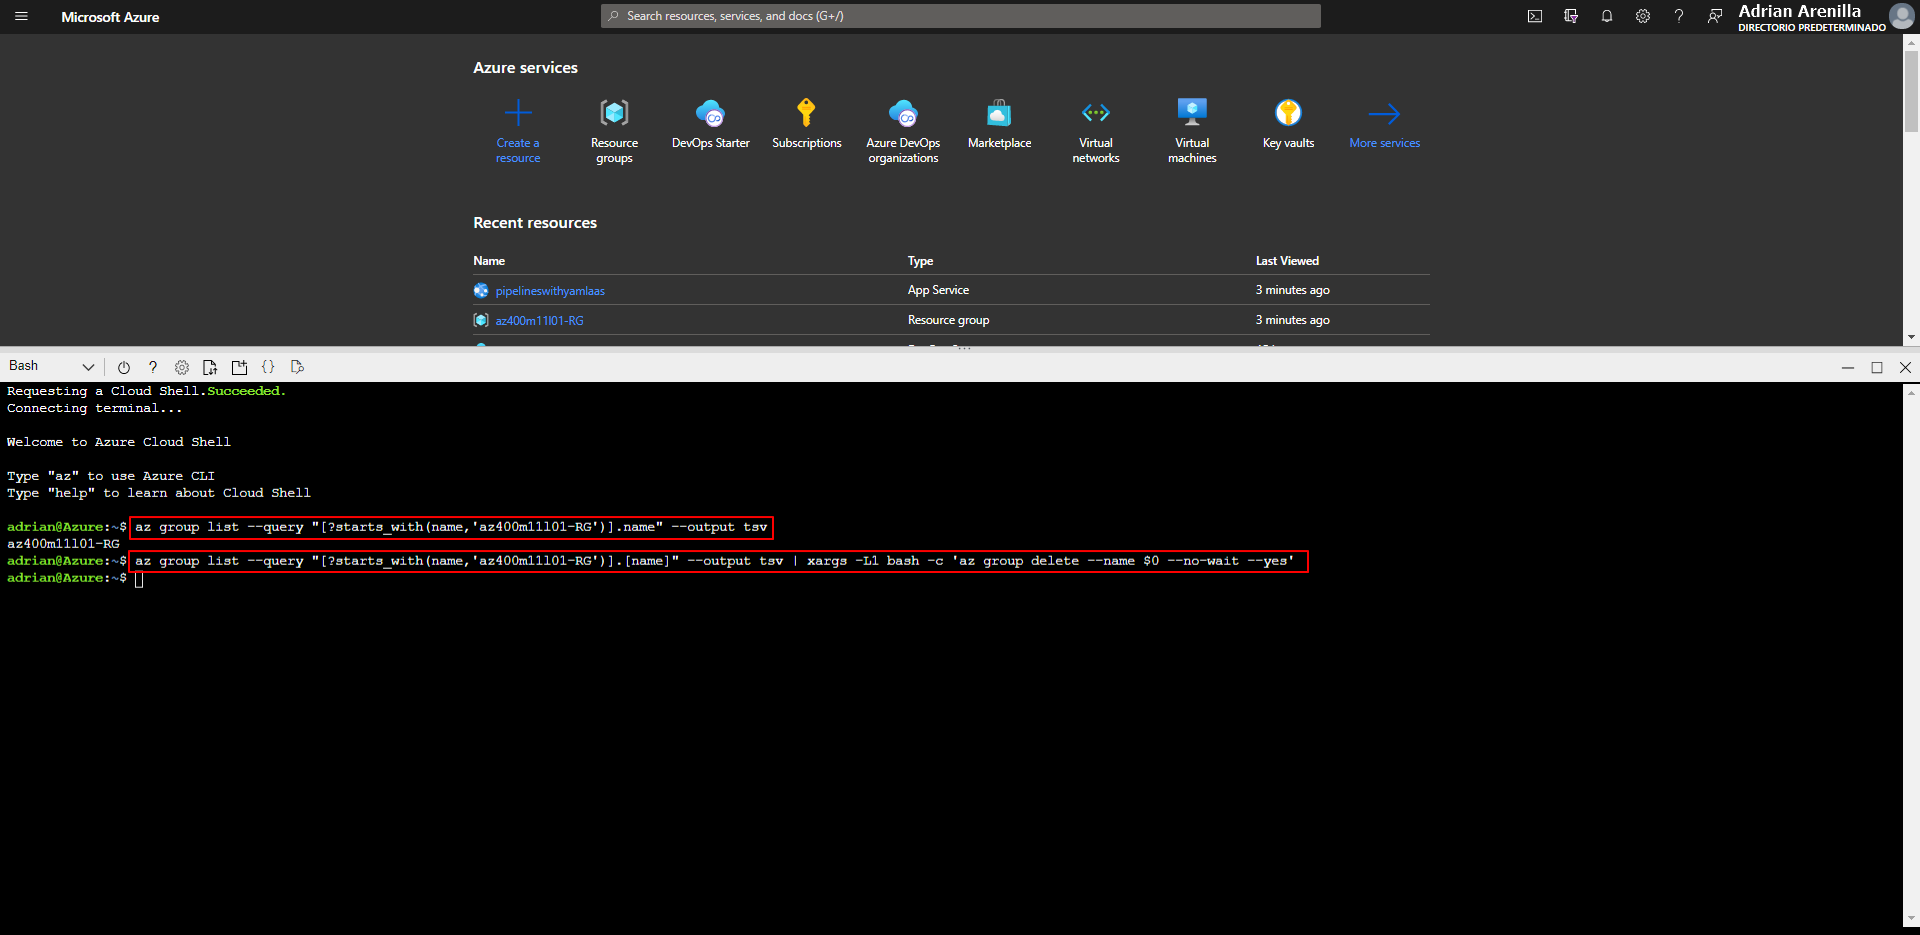 Microsoft Azure
Search resources, services, and docs (G+/)
Adrian Arenilla
DIRECTORIO PREDETERMINADO
Azure services
Create a resource
Resource groups
DevOps Starter
Subscriptions
Azure DevOps organizations
Marketplace
Virtual networks
Virtual machines
Key vaults
More services
Recent resources
Name Type Last Viewed
pipelineswithyamlaas App Service 3 minutes ago
az400m11l01-RG Resource group 3 minutes ago
Bash
Requesting a Cloud Shell.Succeeded.
Connecting terminal...
Welcome to Azure Cloud Shell
Type "az" to use Azure CLI
Type "help" to learn about Cloud Shell
adrian@Azure:~$ az group list --query "[?starts_with(name,'az400m11l01-RG')].name" --output tsv
az400m11l01-RG
adrian@Azure:~$ az group list --query "[?starts_with(name,'az400m11l01-RG')].[name]" --output tsv | xargs -L1 bash -c 'az group delete --name $0 --no-wait --yes'
adrian@Azure:~$